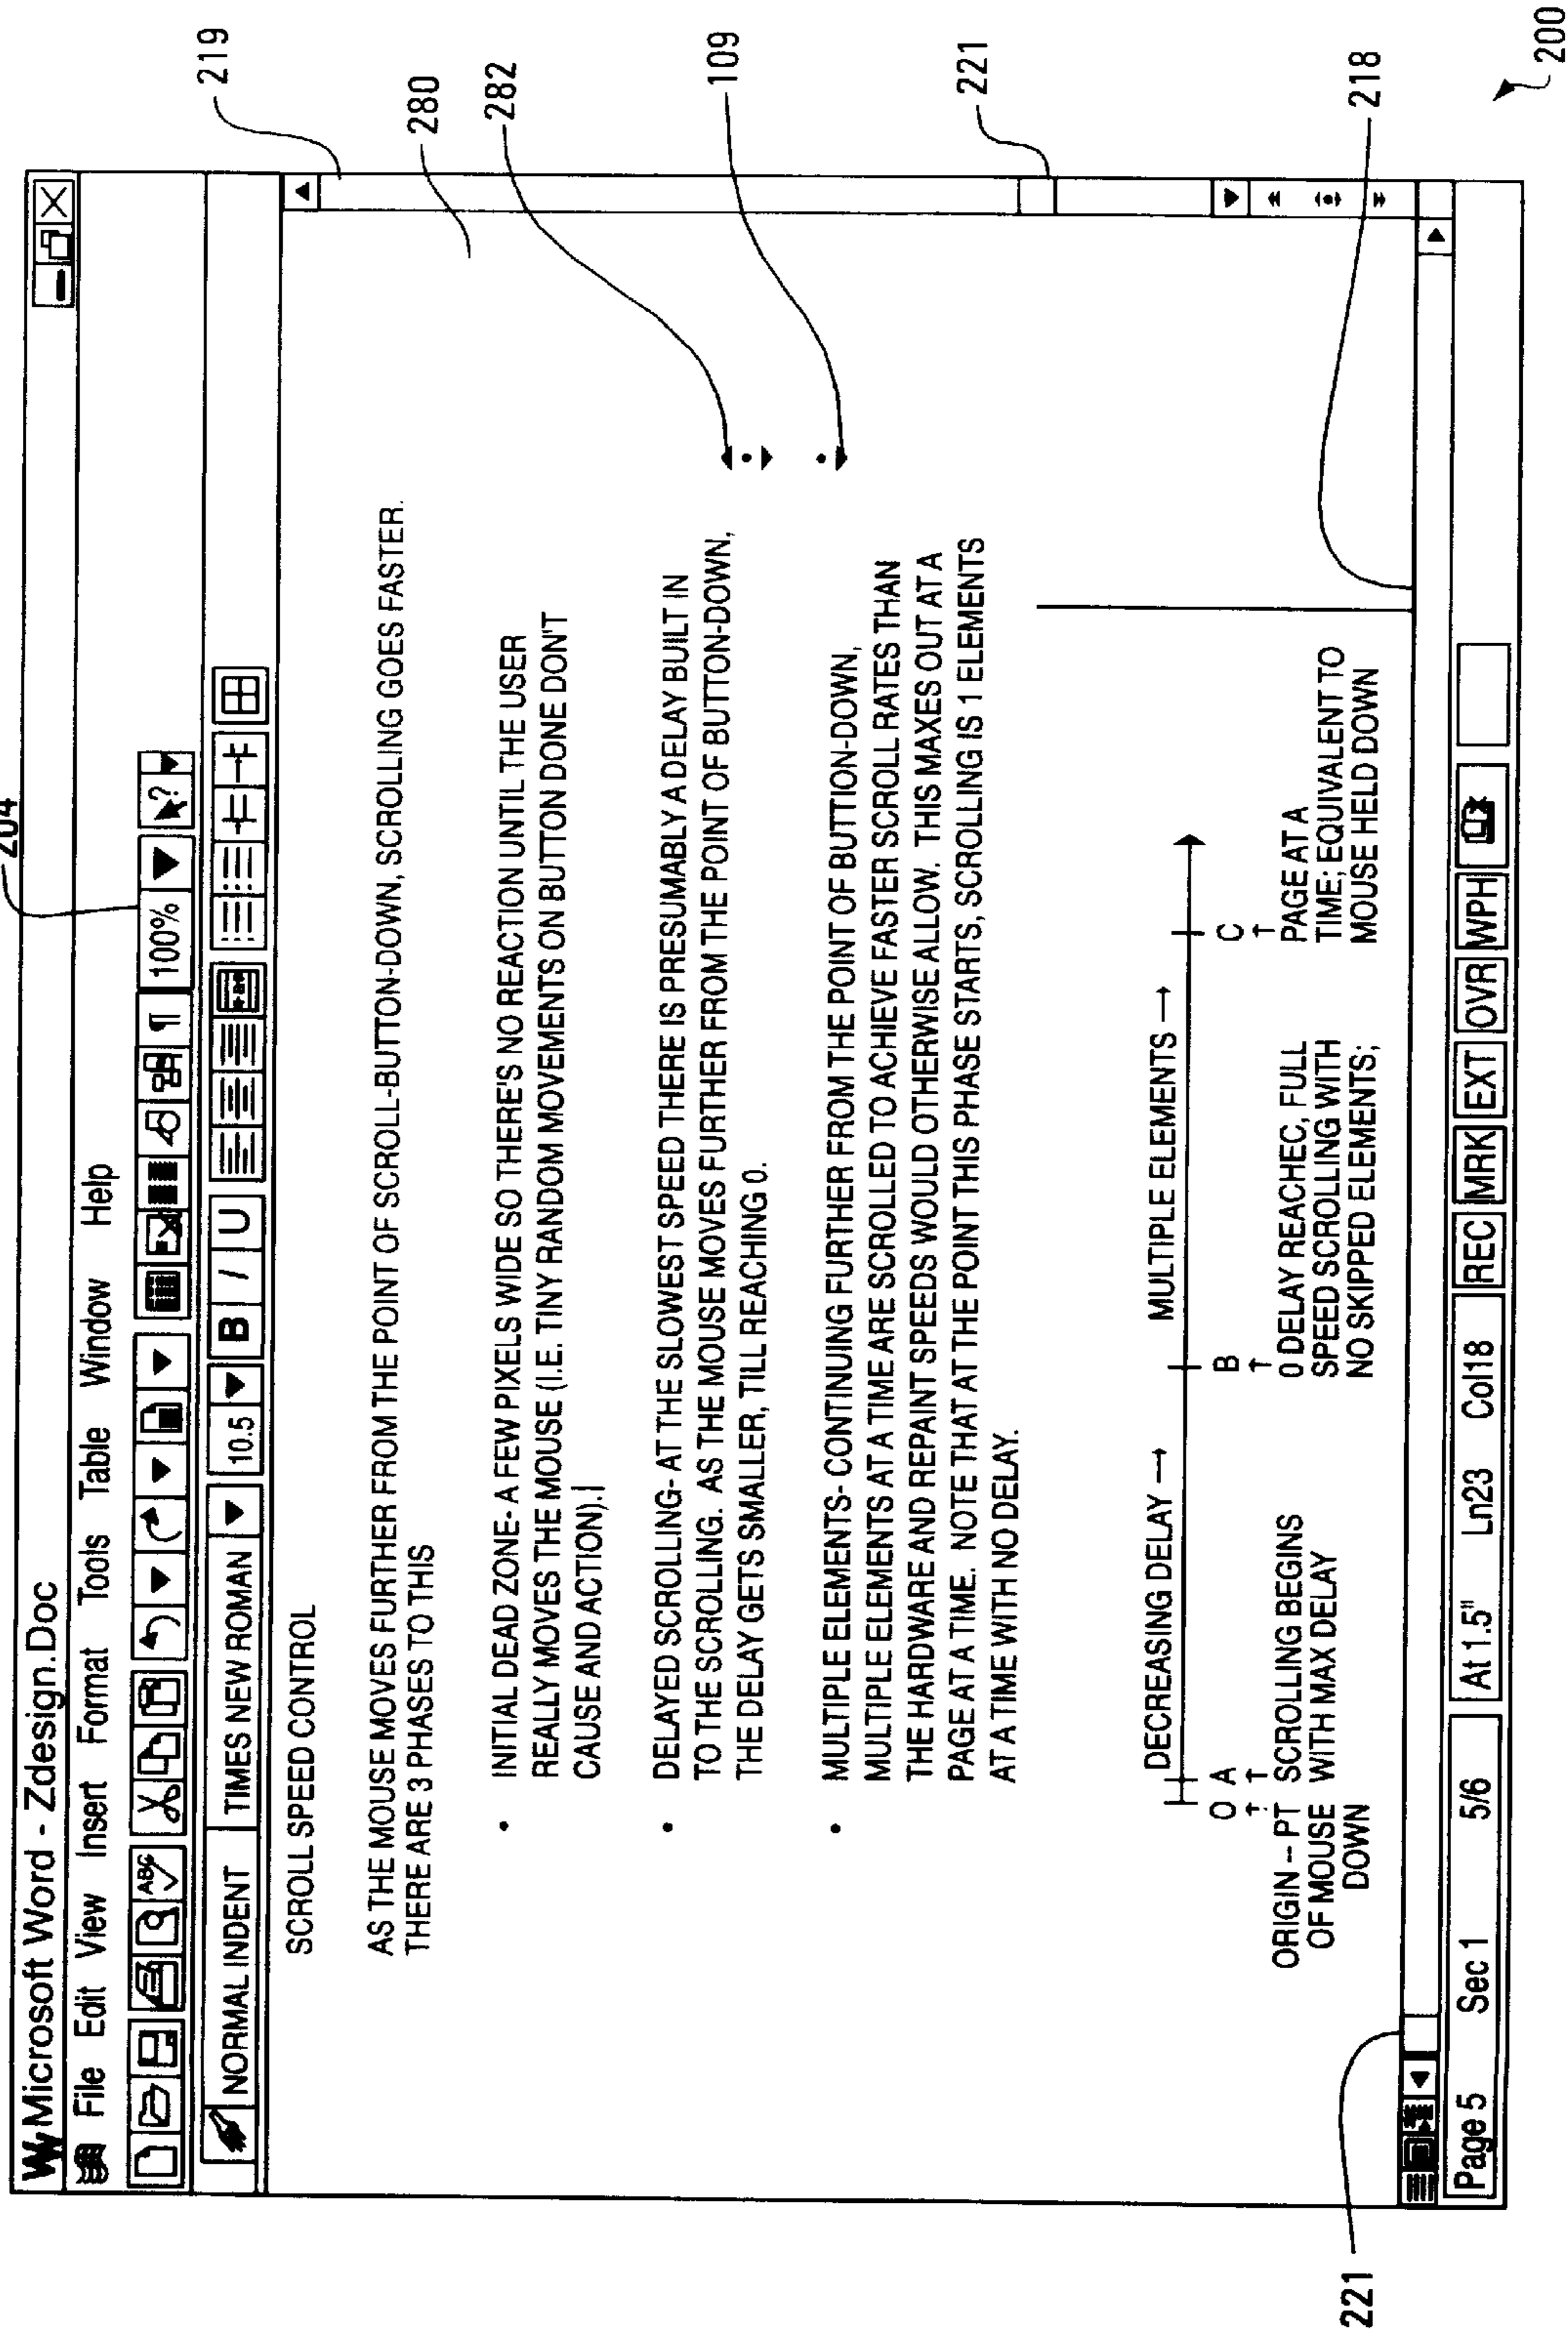 204
Microsoft Word - Zdesign.Doc
File Edit View Insert Format Tools Table Window Help
ABC ¶ 100% ?
NORMAL INDENT TIMES NEW ROMAN 10.5 B I U
219
SCROLL SPEED CONTROL
280
AS THE MOUSE MOVES FURTHER FROM THE POINT OF SCROLL-BUTTON-DOWN, SCROLLING GOES FASTER.
THERE ARE 3 PHASES TO THIS
282
• INITIAL DEAD ZONE- A FEW PIXELS WIDE SO THERE'S NO REACTION UNTIL THE USER
REALLY MOVES THE MOUSE (I.E. TINY RANDOM MOVEMENTS ON BUTTON DONE DON'T
CAUSE AND ACTION).
• DELAYED SCROLLING- AT THE SLOWEST SPEED THERE IS PRESUMABLY A DELAY BUILT IN
TO THE SCROLLING. AS THE MOUSE MOVES FURTHER FROM THE POINT OF BUTTON-DOWN,
THE DELAY GETS SMALLER, TILL REACHING 0.
109
• MULTIPLE ELEMENTS- CONTINUING FURTHER FROM THE POINT OF BUTTION-DOWN,
MULTIPLE ELEMENTS AT A TIME ARE SCROLLED TO ACHIEVE FASTER SCROLL RATES THAN
THE HARDWARE AND REPAINT SPEEDS WOULD OTHERWISE ALLOW. THIS MAXES OUT AT A
PAGE AT A TIME. NOTE THAT AT THE POINT THIS PHASE STARTS, SCROLLING IS 1 ELEMENTS
AT A TIME WITH NO DELAY.
221
DECREASING DELAY → MULTIPLE ELEMENTS →
O A B C
↑ ↑ ↑ ↑
ORIGIN -- PT
OF MOUSE
DOWN
SCROLLING BEGINS
WITH MAX DELAY
0 DELAY REACHEC, FULL
SPEED SCROLLING WITH
NO SKIPPED ELEMENTS;
PAGE AT A
TIME; EQUIVALENT TO
MOUSE HELD DOWN
218
221
Page 5 Sec 1 5/6 At 1.5" Ln23 Col18 REC MRK EXT OVR WPH
200